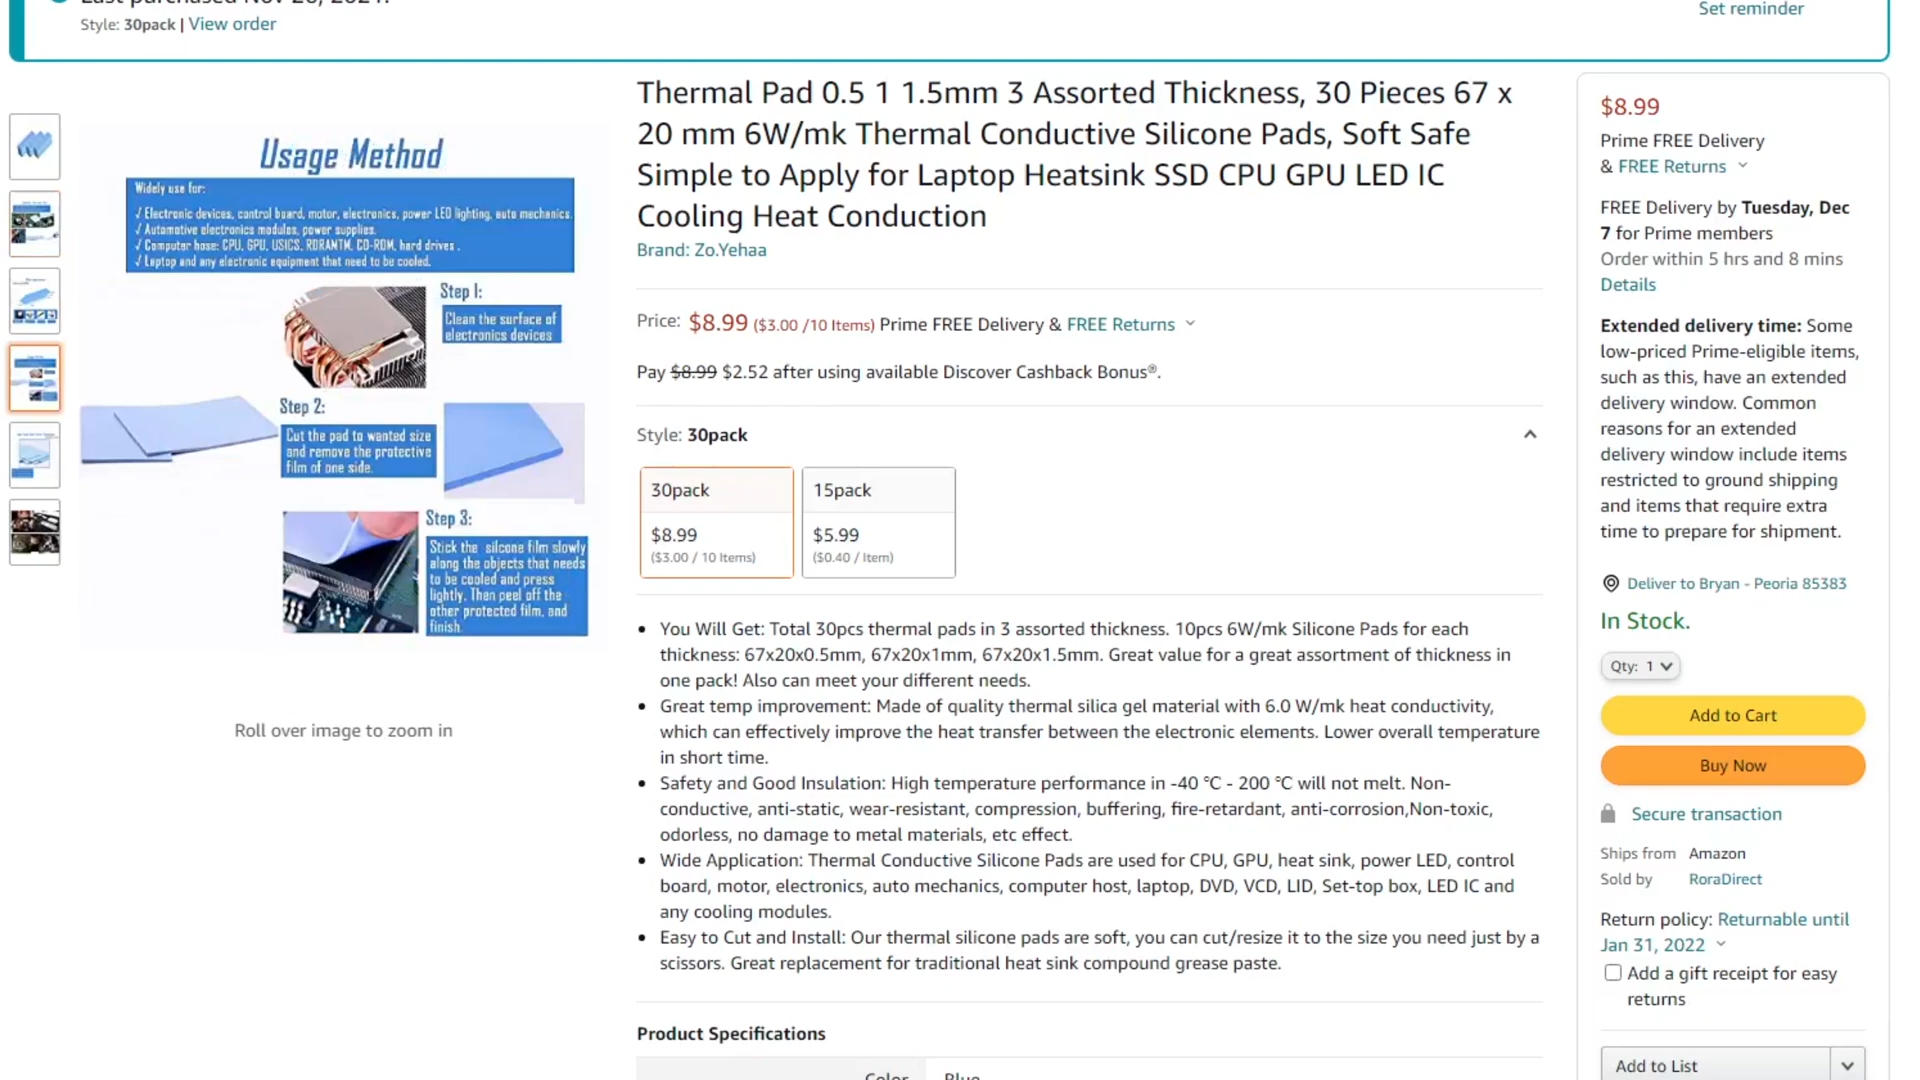 Style: 30pack | View order
Set reminder
Usage Method
Widely use for:
√ Electronic devices, control board, motor, electronics, power LED lighting, auto mechanics.
√ Automotive electronics modules, power supplies.
√ Computer hose: CPU, GPU, USICS, RDRANTM, CD-ROM, hard drives .
√ Laptop and any electronic equipment that need to be cooled.
Step 1:
Clean the surface of
electronics devices
Step 2:
Cut the pad to wanted size
and remove the protective
film of one side.
Step 3:
Stick the silcone film slowly
along the objects that needs
to be cooled and press
lightly. Then peel off the
other protected film, and
finish.
Roll over image to zoom in
Thermal Pad 0.5 1 1.5mm 3 Assorted Thickness, 30 Pieces 67 x
20 mm 6W/mk Thermal Conductive Silicone Pads, Soft Safe
Simple to Apply for Laptop Heatsink SSD CPU GPU LED IC
Cooling Heat Conduction
Brand: Zo.Yehaa
Price: $8.99 ($3.00 /10 Items) Prime FREE Delivery & FREE Returns
Pay $8.99 $2.52 after using available Discover Cashback Bonus®.
Style: 30pack
30pack
$8.99
($3.00 / 10 Items)
15pack
$5.99
($0.40 / Item)
You Will Get: Total 30pcs thermal pads in 3 assorted thickness. 10pcs 6W/mk Silicone Pads for each
thickness: 67x20x0.5mm, 67x20x1mm, 67x20x1.5mm. Great value for a great assortment of thickness in
one pack! Also can meet your different needs.
Great temp improvement: Made of quality thermal silica gel material with 6.0 W/mk heat conductivity,
which can effectively improve the heat transfer between the electronic elements. Lower overall temperature
in short time.
Safety and Good Insulation: High temperature performance in -40 ℃ - 200 ℃ will not melt. Non-
conductive, anti-static, wear-resistant, compression, buffering, fire-retardant, anti-corrosion,Non-toxic,
odorless, no damage to metal materials, etc effect.
Wide Application: Thermal Conductive Silicone Pads are used for CPU, GPU, heat sink, power LED, control
board, motor, electronics, auto mechanics, computer host, laptop, DVD, VCD, LID, Set-top box, LED IC and
any cooling modules.
Easy to Cut and Install: Our thermal silicone pads are soft, you can cut/resize it to the size you need just by a
scissors. Great replacement for traditional heat sink compound grease paste.
Product Specifications
Color Blue
$8.99
Prime FREE Delivery
& FREE Returns
FREE Delivery by Tuesday, Dec
7 for Prime members
Order within 5 hrs and 8 mins
Details
Extended delivery time: Some
low-priced Prime-eligible items,
such as this, have an extended
delivery window. Common
reasons for an extended
delivery window include items
restricted to ground shipping
and items that require extra
time to prepare for shipment.
Deliver to Bryan - Peoria 85383
In Stock.
Qty: 1
Add to Cart
Buy Now
Secure transaction
Ships from Amazon
Sold by RoraDirect
Return policy: Returnable until
Jan 31, 2022
Add a gift receipt for easy
returns
Add to List